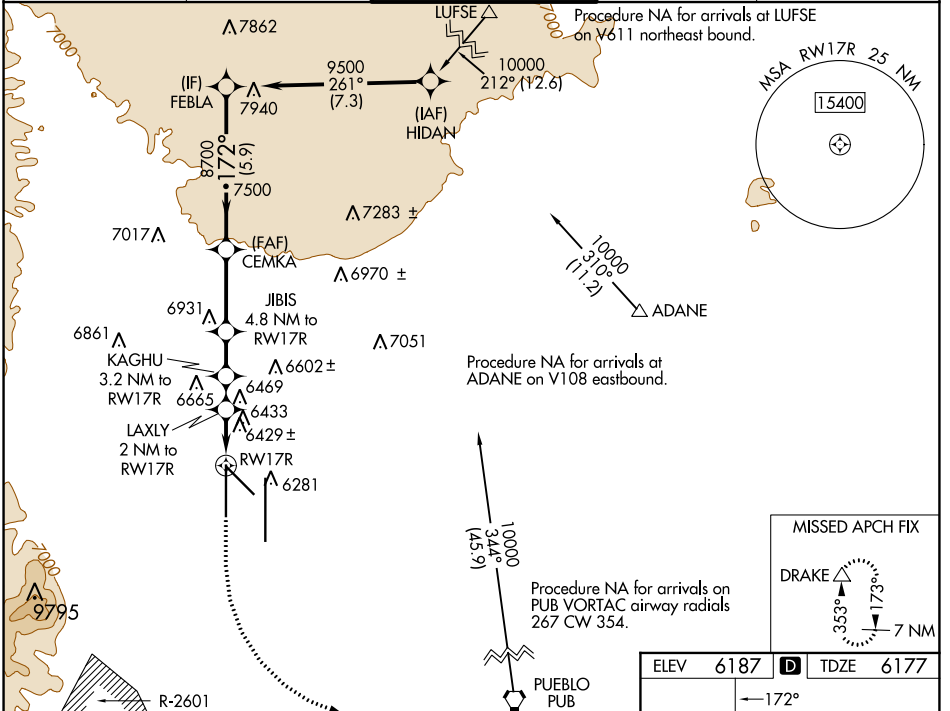 LUFSE
Procedure NA for arrivals at LUFSE
on V611 northeast bound.
7862
7000
10000
212° (12.6)
9500
261°
(7.3)
(IF)
FEBLA
7940
(IAF)
HIDAN
MSA RW17R 25 NM
15400
8700
172°
(5.9)
7500
7283 ±
7017
(FAF)
CEMKA
6970 ±
10000
310°
(11.2)
ADANE
6931
JIBIS
4.8 NM to
RW17R
6861
7051
KAGHU
3.2 NM to
RW17R
6602 ±
6665
6469
6433
6429 ±
LAXLY
2 NM to
RW17R
RW17R
6281
Procedure NA for arrivals at
ADANE on V108 eastbound.
10000
344°
(45.9)
7000
9795
Procedure NA for arrivals on
PUB VORTAC airway radials
267 CW 354.
PUEBLO
PUB
R-2601
MISSED APCH FIX
DRAKE
353°
173°
7 NM
ELEV 6187 D TDZE 6177
172°
7000